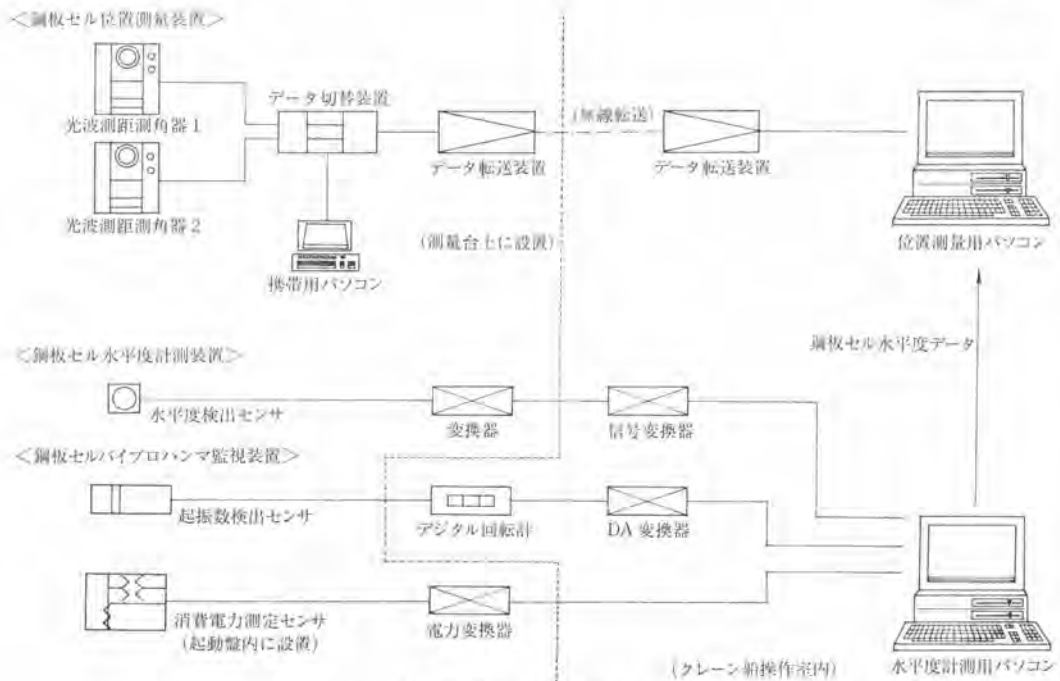 <鋼板セル位置測量装置>
光波測距測角器1
光波測距測角器2
データ切替装置
携帯用パソコン
データ転送装置
(測量台上に設置)
(無線転送)
データ転送装置
位置測量用パソコン
鋼板セル水平度データ
<鋼板セル水平度計測装置>
水平度検出センサ
変換器
信号変換器
<鋼板セルバイブロハンマ監視装置>
起振数検出センサ
デジタル回転計
DA 変換器
消費電力測定センサ
(起動盤内に設置)
電力変換器
(クレーン船操作室内)
水平度計測用パソコン